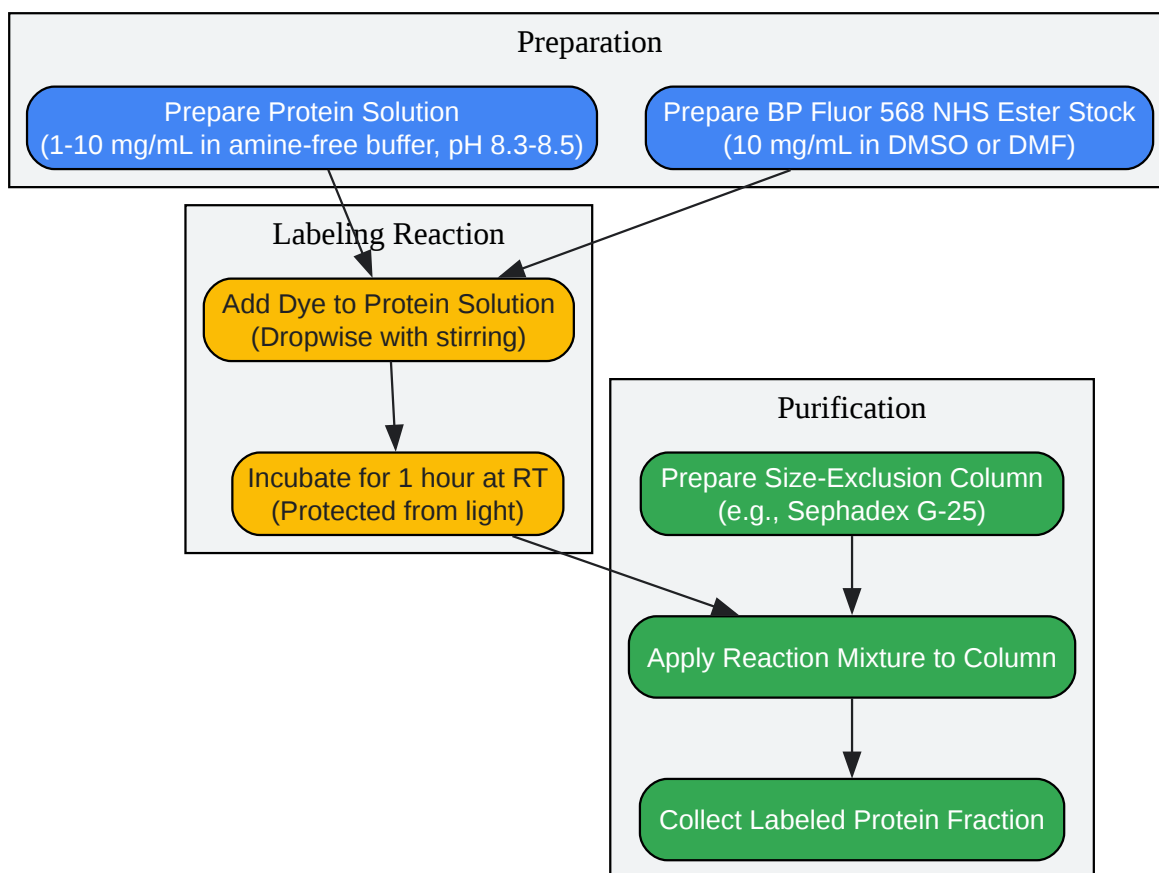 Preparation
Prepare Protein Solution
(1-10 mg/mL in amine-free buffer, pH 8.3-8.5)
Prepare BP Fluor 568 NHS Ester Stock
(10 mg/mL in DMSO or DMF)
Labeling Reaction
Add Dye to Protein Solution
(Dropwise with stirring)
Incubate for 1 hour at RT
(Protected from light)
Purification
Prepare Size-Exclusion Column
(e.g., Sephadex G-25)
Apply Reaction Mixture to Column
Collect Labeled Protein Fraction